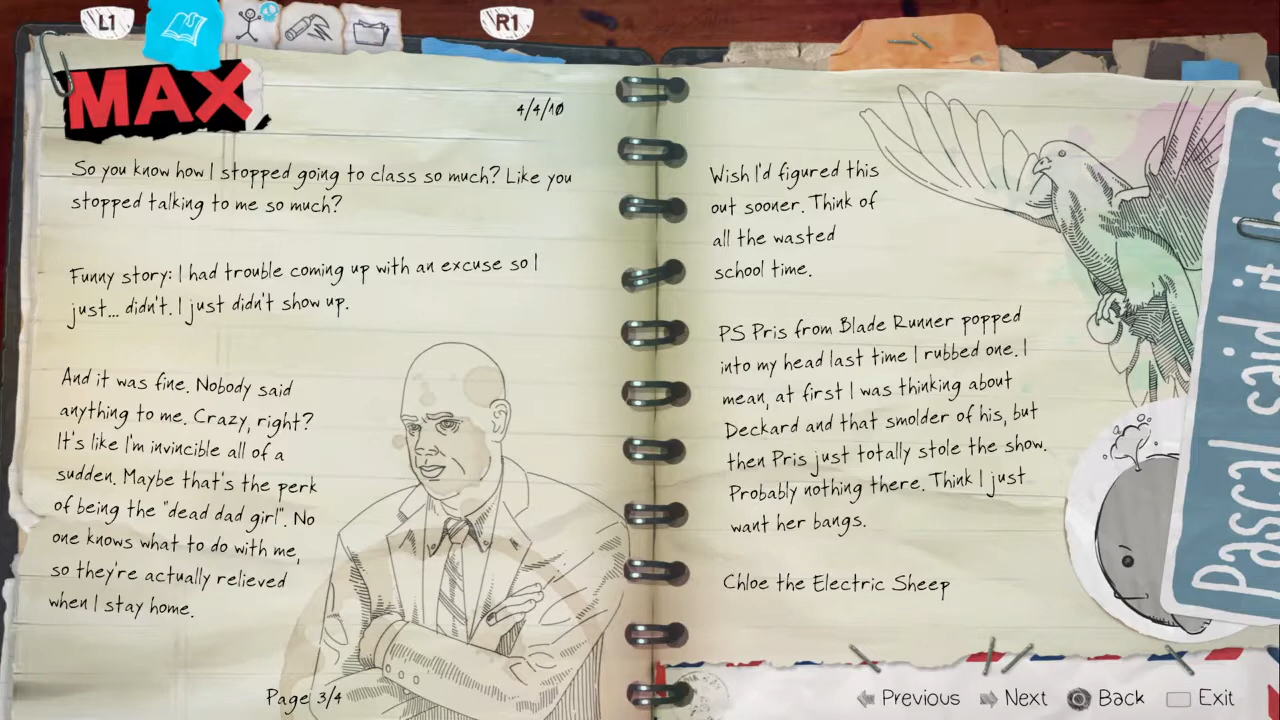 L1
R1
MAX
4/4/10
So you know how I stopped going to class so much? Like you
stopped talking to me so much?
Funny story: I had trouble coming up with an excuse so I
just... didn't. I just didn't show up.
And it was fine. Nobody said
anything to me. Crazy, right?
It's like I'm invincible all of a
sudden. Maybe that's the perk
of being the "dead dad girl". No
one knows what to do with me,
so they're actually relieved
when I stay home.
Page 3/4
Wish I'd figured this
out sooner. Think of
all the wasted
school time.
PS Pris from Blade Runner popped
into my head last time I rubbed one. I
mean, at first I was thinking about
Deckard and that smolder of his, but
then Pris just totally stole the show.
Probably nothing there. Think I just
want her bangs.
Chloe the Electric Sheep
Pascal said it
Previous
Next
Back
Exit